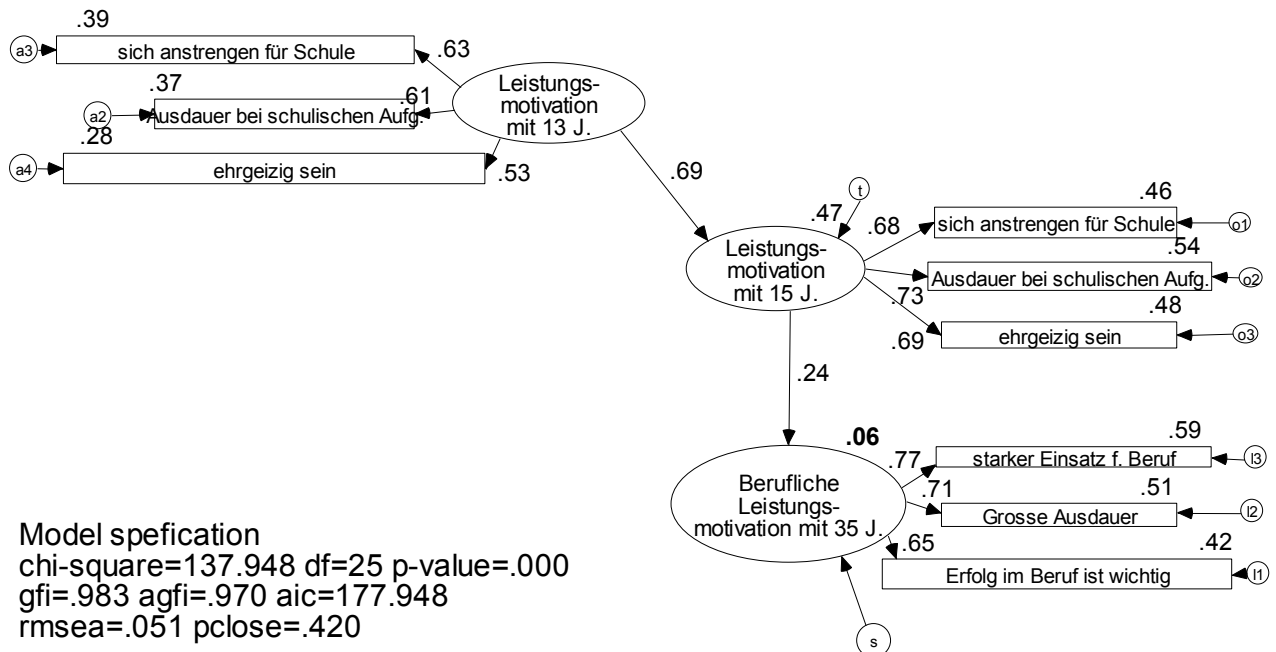 .39
a3
sich anstrengen für Schule
.63
.37
a2
Ausdauer bei schulischen Aufg.
.61
.28
a4
ehrgeizig sein
.53
Leistungs-
motivation
mit 13 J.
.69
t
.47
Leistungs-
motivation
mit 15 J.
.68
.46
sich anstrengen für Schule
o1
.54
Ausdauer bei schulischen Aufg.
o2
.73
.48
ehrgeizig sein
o3
.69
.24
.06
Berufliche
Leistungs-
motivation mit 35 J.
.77
.59
starker Einsatz f. Beruf
l3
.71
.51
Grosse Ausdauer
l2
.65
.42
Erfolg im Beruf ist wichtig
l1
s
Model spefication
chi-square=137.948 df=25 p-value=.000
gfi=.983 agfi=.970 aic=177.948
rmsea=.051 pclose=.420